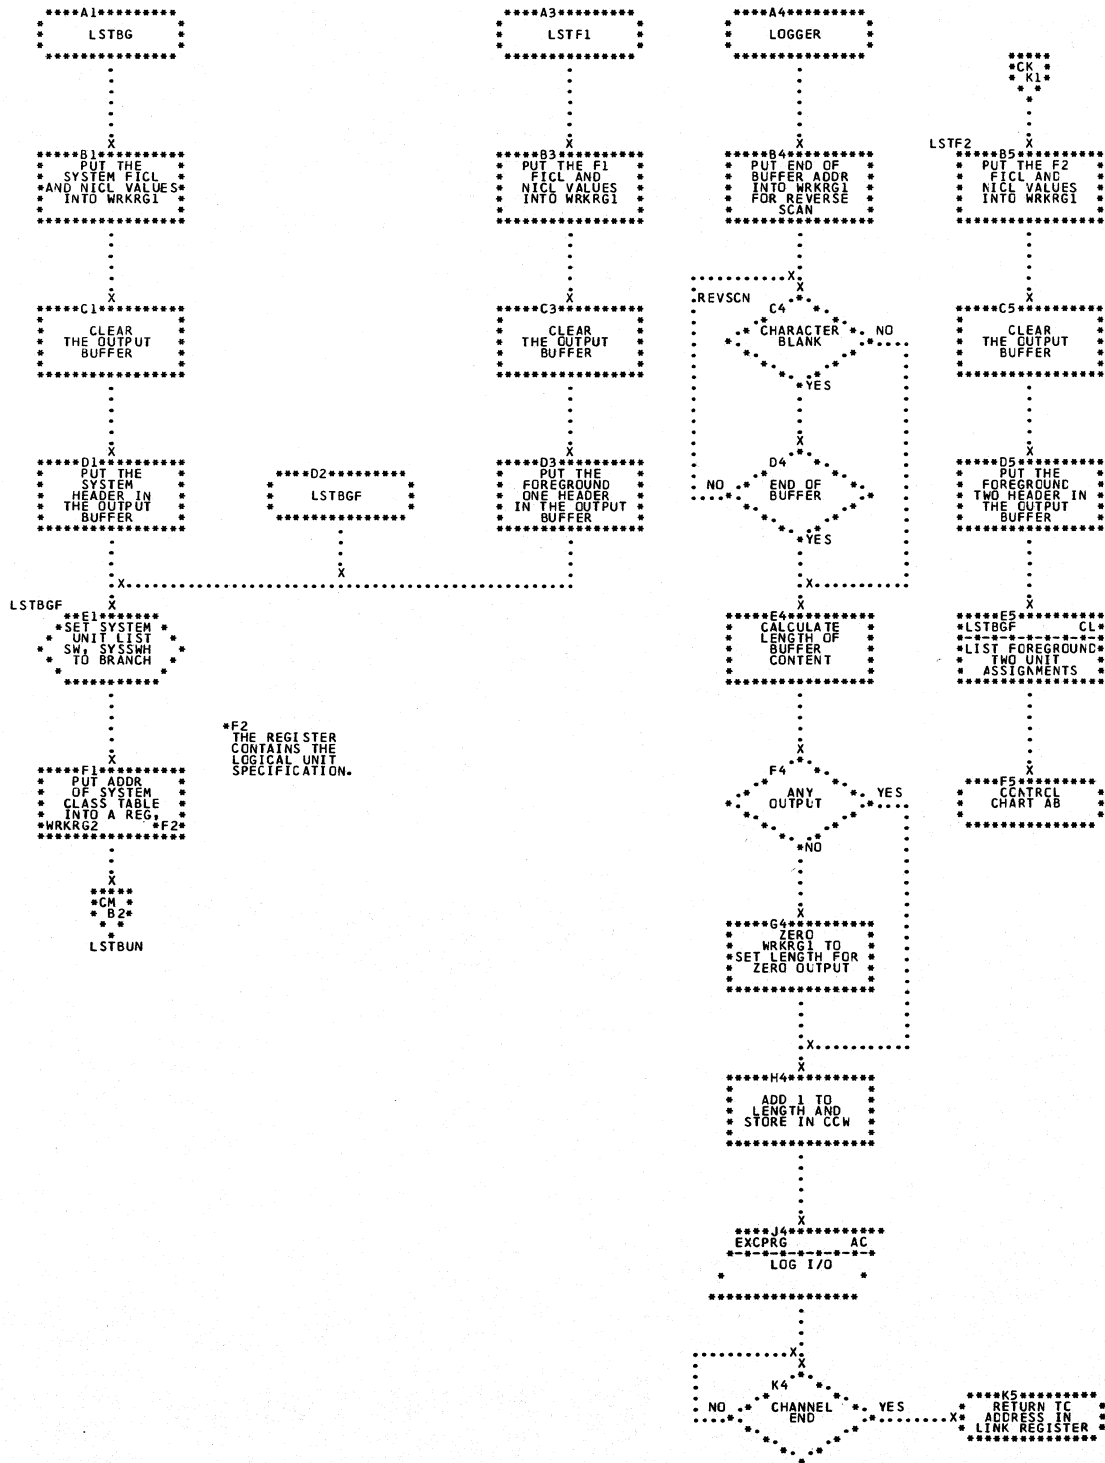 A1
LSTBG
A3
LSTF1
A4
LOGGER
CK
K1
B1
PUT THE
SYSTEM FICL
AND NICL VALUES
INTO WRKRG1
B3
PUT THE F1
FICL AND
NICL VALUES
INTO WRKRG1
B4
PUT END OF
BUFFER ADDR
INTO WRKRG1
FOR REVERSE
SCAN
LSTF2
B5
PUT THE F2
FICL AND
NICL VALUES
INTO WRKRG1
C1
CLEAR
THE OUTPUT
BUFFER
C3
CLEAR
THE OUTPUT
BUFFER
REVSCN
C4
CHARACTER
BLANK
NO
YES
C5
CLEAR
THE OUTPUT
BUFFER
D1
PUT THE
SYSTEM
HEADER IN
THE OUTPUT
BUFFER
D2
LSTBGF
D3
PUT THE
FOREGROUND
ONE HEADER
IN THE OUTPUT
BUFFER
D4
NO
END OF
BUFFER
YES
D5
PUT THE
FOREGROUND
TWO HEADER IN
THE OUTPUT
BUFFER
LSTBGF
E1
SET SYSTEM
UNIT LIST
SW, SYSSWH
TO BRANCH
E4
CALCULATE
LENGTH OF
BUFFER
CONTENT
E5
LSTBGF CL
LIST FOREGROUND
TWO UNIT
ASSIGNMENTS
*F2
THE REGISTER
CONTAINS THE
LOGICAL UNIT
SPECIFICATION.
F1
PUT ADDR
OF SYSTEM
CLASS TABLE
INTO A REG,
WRKRG2 *F2*
F4
ANY
OUTPUT
YES
NO
F5
CONTROL
CHART AB
CM
B2
LSTBUN
G4
ZERO
WRKRG1 TO
SET LENGTH FOR
ZERO OUTPUT
H4
ADD 1 TO
LENGTH AND
STORE IN CCW
J4
EXCPRG AC
LOG I/O
K4
NO
CHANNEL
END
YES
K5
RETURN TO
ADDRESS IN
LINK REGISTER